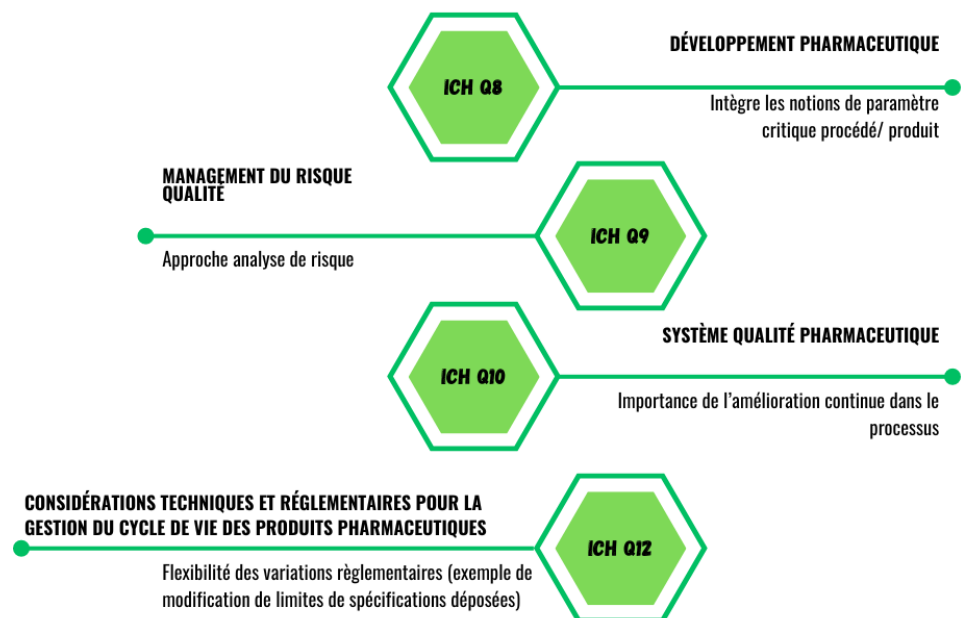 ICH Q8
DÉVELOPPEMENT PHARMACEUTIQUE
Intègre les notions de paramètre
critique procédé/ produit
MANAGEMENT DU RISQUE
QUALITÉ
Approche analyse de risque
ICH Q9
ICH Q10
SYSTÈME QUALITÉ PHARMACEUTIQUE
Importance de l'amélioration continue dans le
processus
CONSIDÉRATIONS TECHNIQUES ET RÉGLEMENTAIRES POUR LA
GESTION DU CYCLE DE VIE DES PRODUITS PHARMACEUTIQUES
Flexibilité des variations règlementaires (exemple de
modification de limites de spécifications déposées)
ICH Q12